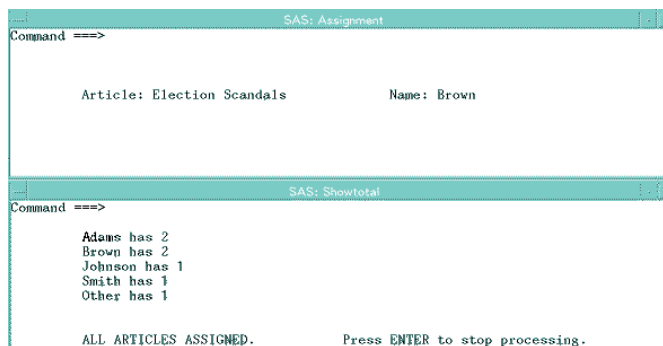 SAS: Assignment
Command ===>
Article: Election Scandals Name: Brown
SAS: Showtotal
Command ===>
Adams has 2
Brown has 2
Johnson has 1
Smith has 1
Other has 1
ALL ARTICLES ASSIGNED. Press ENTER to stop processing.